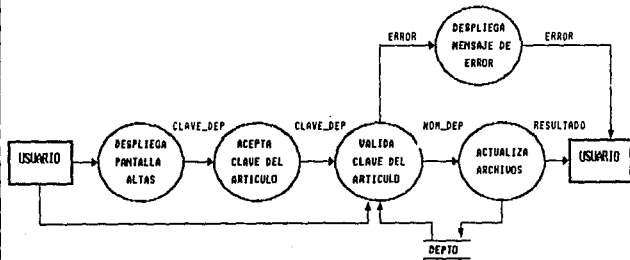 DESPLIEGA
MENSAJE DE
ERROR
ERROR
ERROR
CLAVE_DEP
CLAVE_DEP
NOM_DEP
RESULTADO
USUARIO
DESPLIEGA
PANTALLA
ALTAS
ACEPTA
CLAVE DEL
ARTICULO
VALIDA
CLAVE DEL
ARTICULO
ACTUALIZA
ARCHIVOS
USUARIO
DEPTO